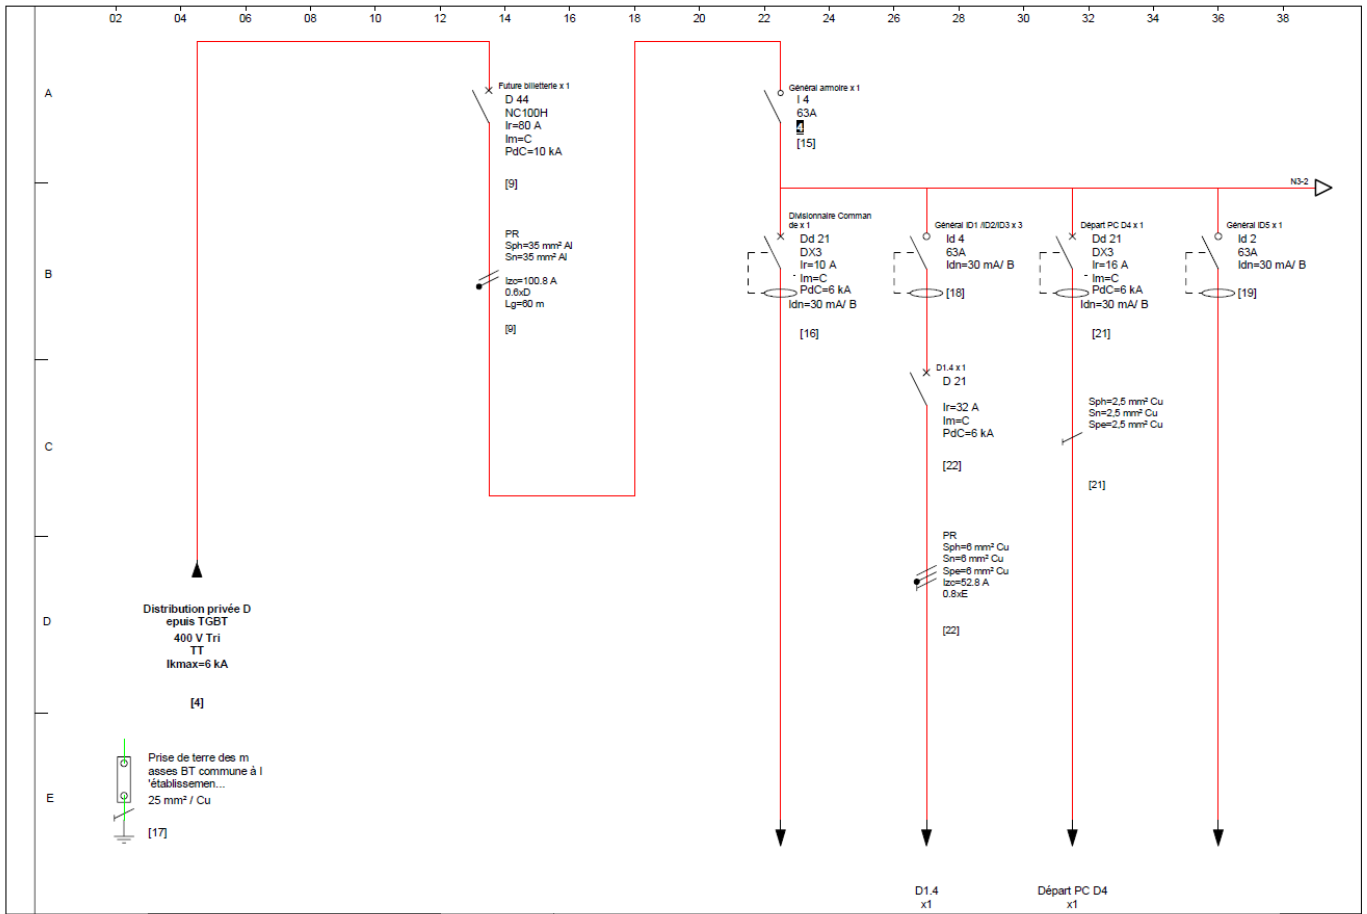 02 04 06 08 10 12 14 16 18 20 22 24 26 28 30 32 34 36 38
A
B
C
D
E
Distribution privée D
epuis TGBT
400 V Tri
TT
Ikmax=6 kA
[4]
Prise de terre des m
asses BT commune à l
'établissemen...
25 mm² / Cu
[17]
Future billetterie x 1
D 44
NC100H
Ir=80 A
Im=C
PdC=10 kA
[9]
PR
Sph=35 mm² Al
Sn=35 mm² Al
Izc=100.8 A
0.6xD
Lg=60 m
[9]
Général armoire x 1
I 4
63A
4
[15]
N3-2
Divisionnaire Comman
de x 1
Dd 21
DX3
Ir=10 A
Im=C
PdC=6 kA
Idn=30 mA/ B
[16]
Général ID1 /ID2/ID3 x 3
Id 4
63A
Idn=30 mA/ B
[18]
D1.4 x 1
D 21
Ir=32 A
Im=C
PdC=6 kA
[22]
PR
Sph=6 mm² Cu
Sn=6 mm² Cu
Spe=6 mm² Cu
Izc=52.8 A
0.8xE
[22]
D1.4
x1
Départ PC D4 x 1
Dd 21
DX3
Ir=16 A
Im=C
PdC=6 kA
Idn=30 mA/ B
[21]
Sph=2,5 mm² Cu
Sn=2,5 mm² Cu
Spe=2,5 mm² Cu
[21]
Départ PC D4
x1
Général ID5 x 1
Id 2
63A
Idn=30 mA/ B
[19]